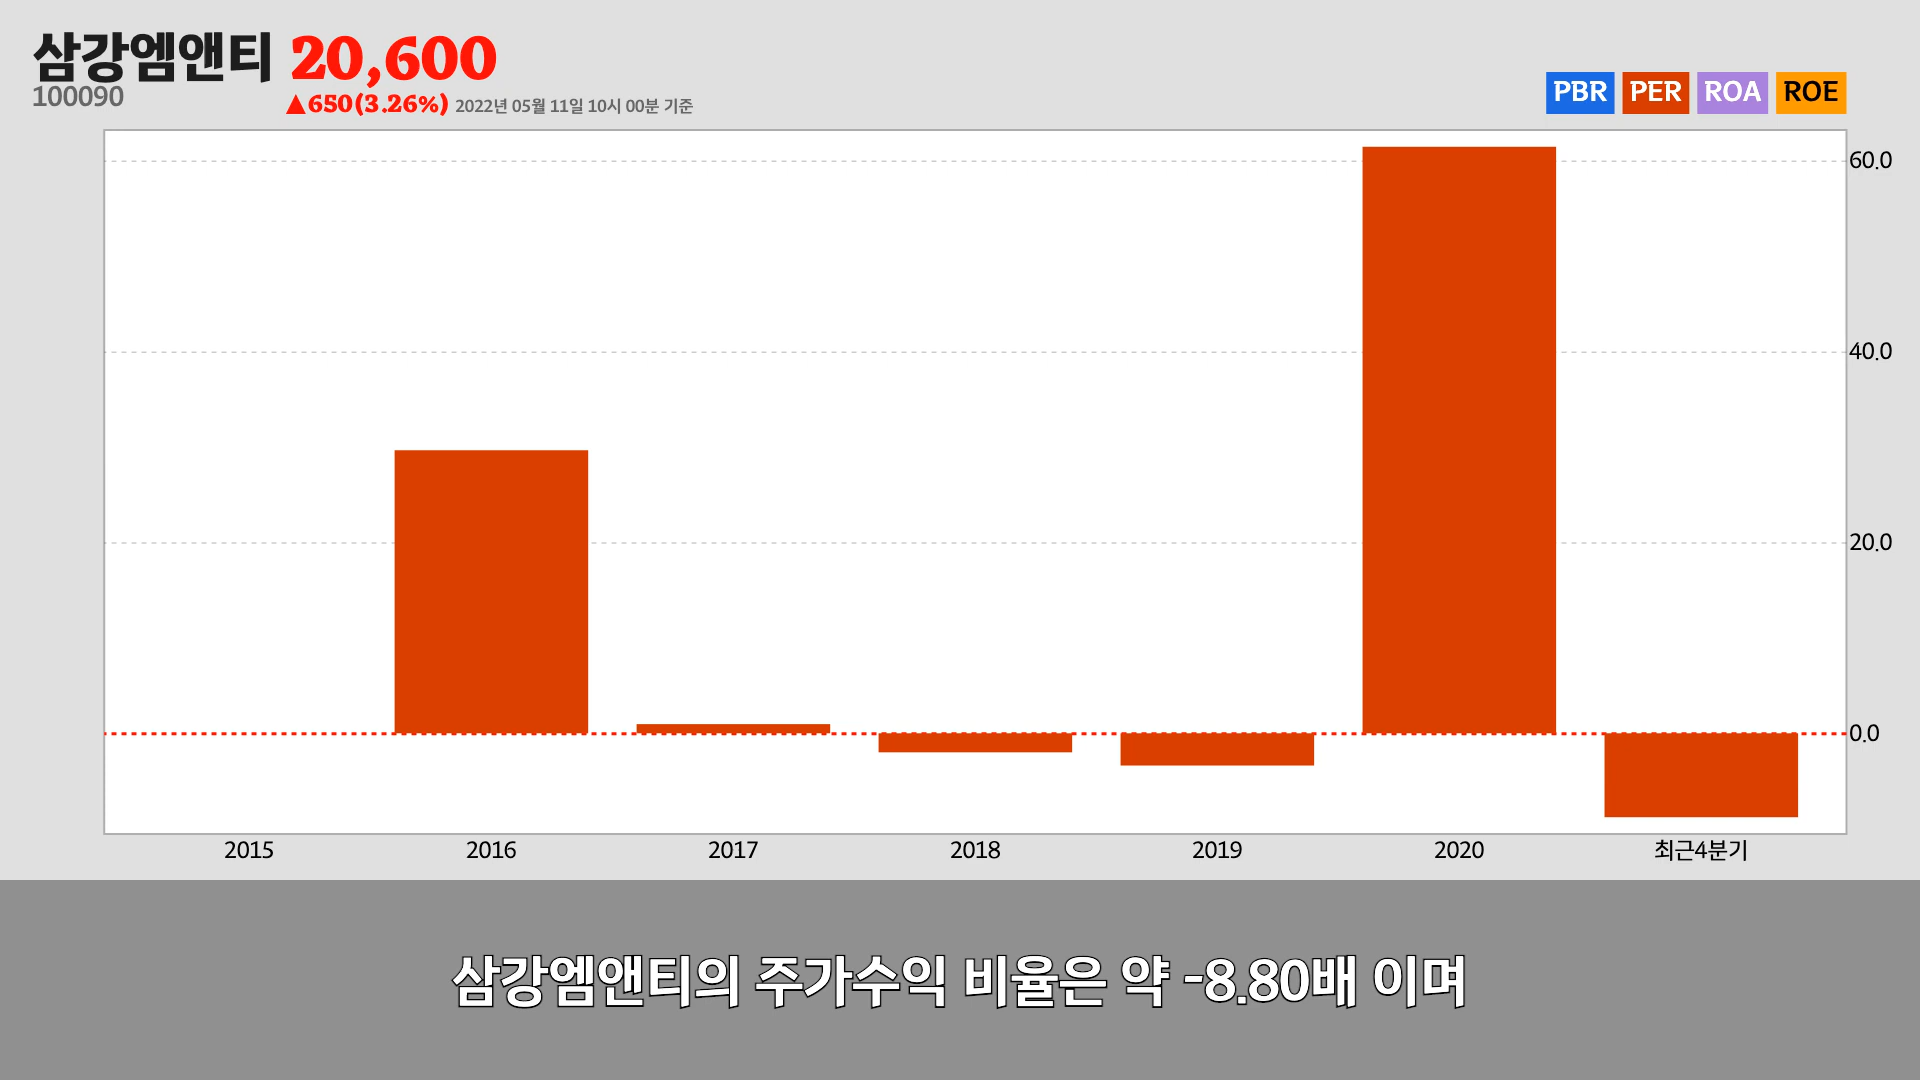 삼강엠앤티 20,600
100090
▲650(3.26%) 2022년 05월 11일 10시 00분 기준
PBR PER ROA ROE
60.0
40.0
20.0
0.0
2015 2016 2017 2018 2019 2020 최근4분기
삼강엠앤티의 주가수익 비율은 약 -8.80배 이며